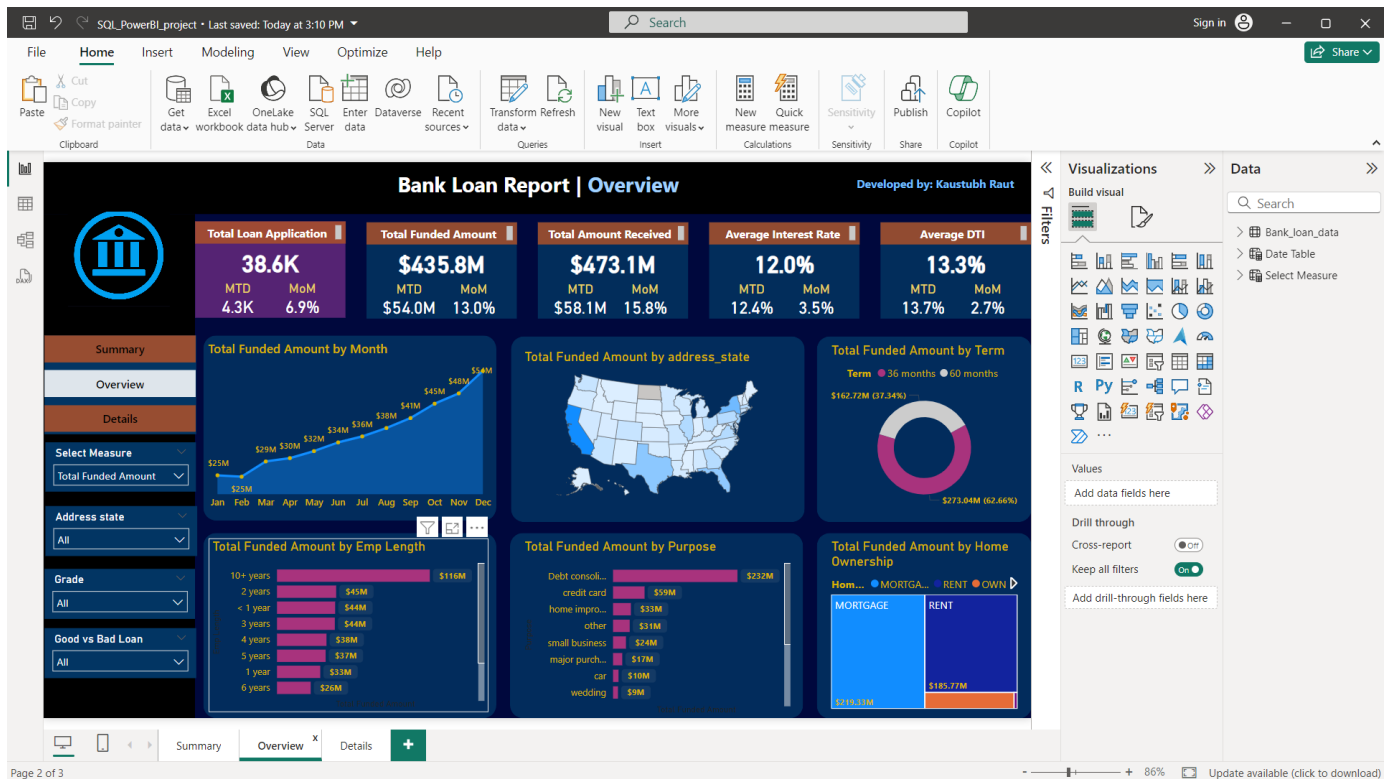 SQL_PowerBI_project • Last saved: Today at 3:10 PM
Search
Sign in
File Home Insert Modeling View Optimize Help
Share
Paste
Cut
Copy
Format painter
Clipboard
Get data
Excel workbook
OneLake data hub
SQL Server
Enter data
Dataverse
Recent sources
Data
Transform data
Refresh
Queries
New visual
Text box
More visuals
Insert
New measure
Quick measure
Calculations
Sensitivity
Sensitivity
Publish
Share
Copilot
Copilot
Bank Loan Report | Overview
Developed by: Kaustubh Raut
Total Loan Application
38.6K
MTD MoM
4.3K 6.9%
Total Funded Amount
$435.8M
MTD MoM
$54.0M 13.0%
Total Amount Received
$473.1M
MTD MoM
$58.1M 15.8%
Average Interest Rate
12.0%
MTD MoM
12.4% 3.5%
Average DTI
13.3%
MTD MoM
13.7% 2.7%
Summary
Overview
Details
Select Measure
Total Funded Amount
Address state
All
Grade
All
Good vs Bad Loan
All
Total Funded Amount by Month
$25M
$25M
$29M
$30M
$32M
$34M
$36M
$38M
$41M
$45M
$48M
$54M
Jan Feb Mar Apr May Jun Jul Aug Sep Oct Nov Dec
Total Funded Amount by address_state
Total Funded Amount by Term
Term 36 months 60 months
$162.72M (37.34%)
$273.04M (62.66%)
Total Funded Amount by Emp Length
10+ years $116M
2 years $45M
< 1 year $44M
3 years $44M
4 years $38M
5 years $37M
1 year $33M
6 years $26M
Total Funded Amount by Purpose
Debt consoli... $232M
credit card $59M
home impro... $33M
other $31M
small business $24M
major purch... $17M
car $10M
wedding $9M
Total Funded Amount by Home
Ownership
Hom... MORTGA... RENT OWN
MORTGAGE
$219.33M
RENT
$185.77M
Filters
Visualizations
Build visual
123
R Py
123
Values
Add data fields here
Drill through
Cross-report Off
Keep all filters On
Add drill-through fields here
Data
Search
Bank_loan_data
Date Table
Select Measure
Summary Overview x Details +
Page 2 of 3
- + 86%
Update available (click to download)